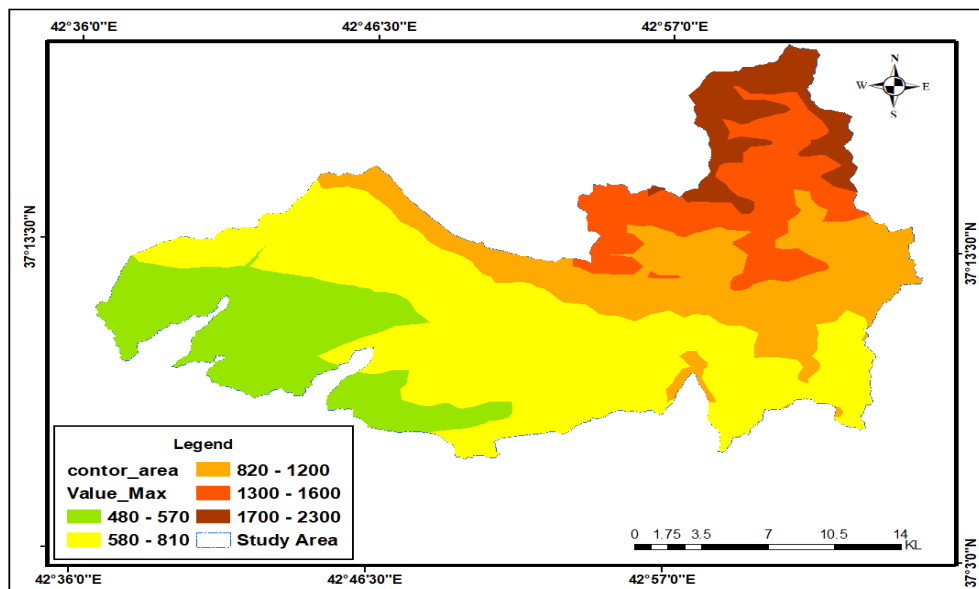 42°36'0"E 42°46'30"E 42°57'0"E
N
W E
S
37°13'30"N
37°13'30"N
Legend
contor_area
Value_Max
480 - 570
580 - 810
820 - 1200
1300 - 1600
1700 - 2300
Study Area
0 1.75 3.5 7 10.5 14
KL
37°3'0"N
42°36'0"E 42°46'30"E 42°57'0"E